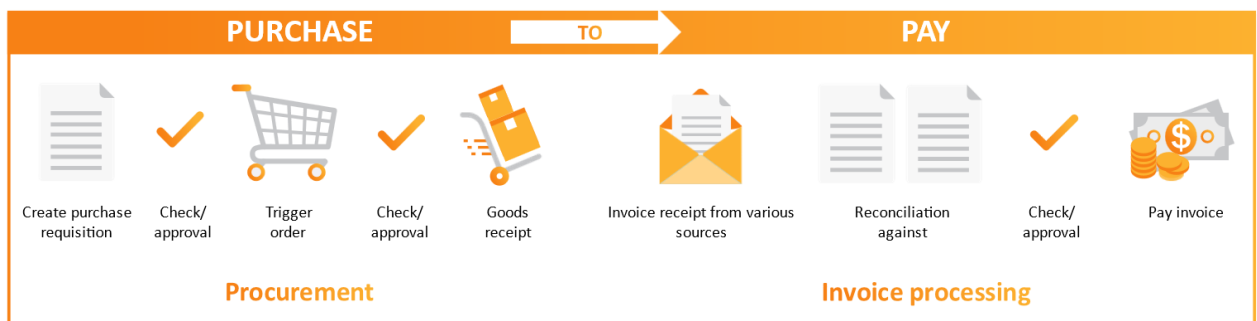 PURCHASE TO PAY
Create purchase
requisition
Check/
approval
Trigger
order
Check/
approval
Goods
receipt
Invoice receipt from various
sources
Reconciliation
against
$
Check/
approval
Pay invoice
Procurement
Invoice processing